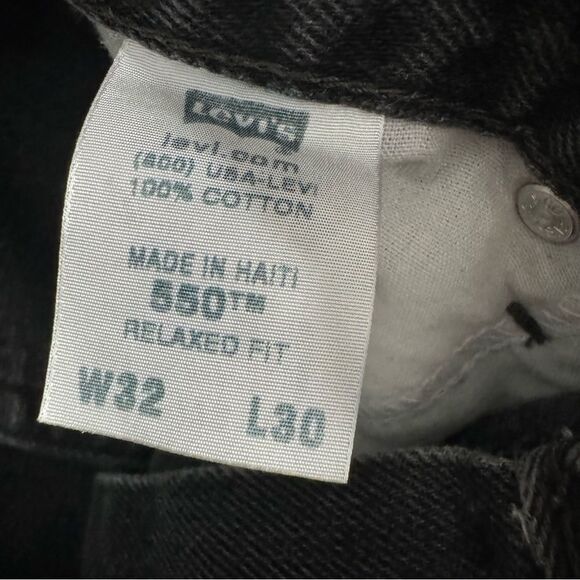 Levi's
levi.com
(800) USA-LEVI
100% COTTON
MADE IN HAITI
550™
RELAXED FIT
W32 L30